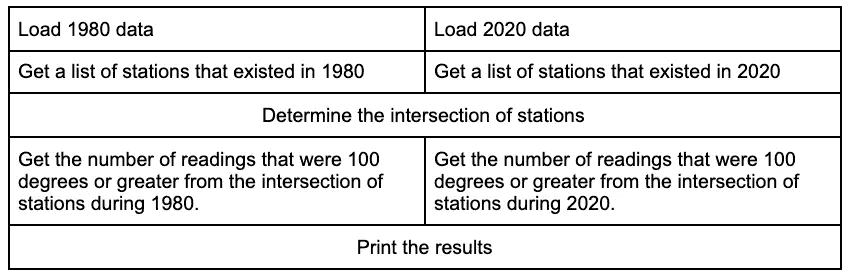 Load 1980 data
Load 2020 data
Get a list of stations that existed in 1980
Get a list of stations that existed in 2020
Determine the intersection of stations
Get the number of readings that were 100
degrees or greater from the intersection of
stations during 1980.
Get the number of readings that were 100
degrees or greater from the intersection of
stations during 2020.
Print the results